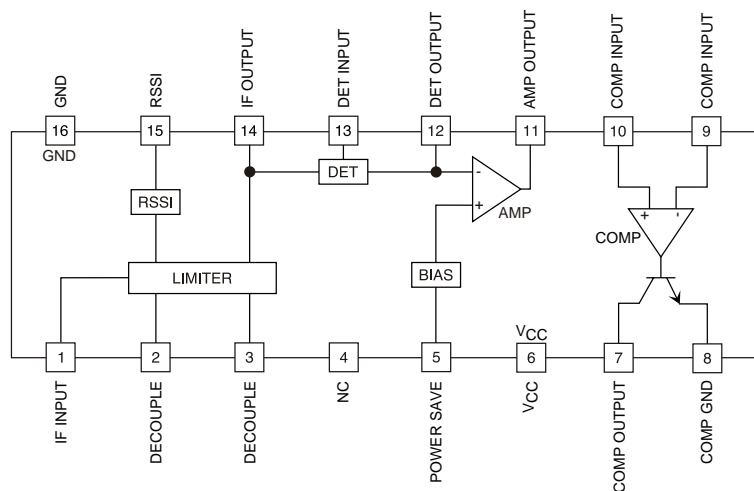 GND
RSSI
IF OUTPUT
DET INPUT
DET OUTPUT
AMP OUTPUT
COMP INPUT
COMP INPUT
16
15
14
13
12
11
10
9
GND
DET
-
+
AMP
RSSI
+
-
COMP
LIMITER
BIAS
VCC
1
2
3
4
5
6
7
8
IF INPUT
DECOUPLE
DECOUPLE
NC
POWER SAVE
VCC
COMP OUTPUT
COMP GND